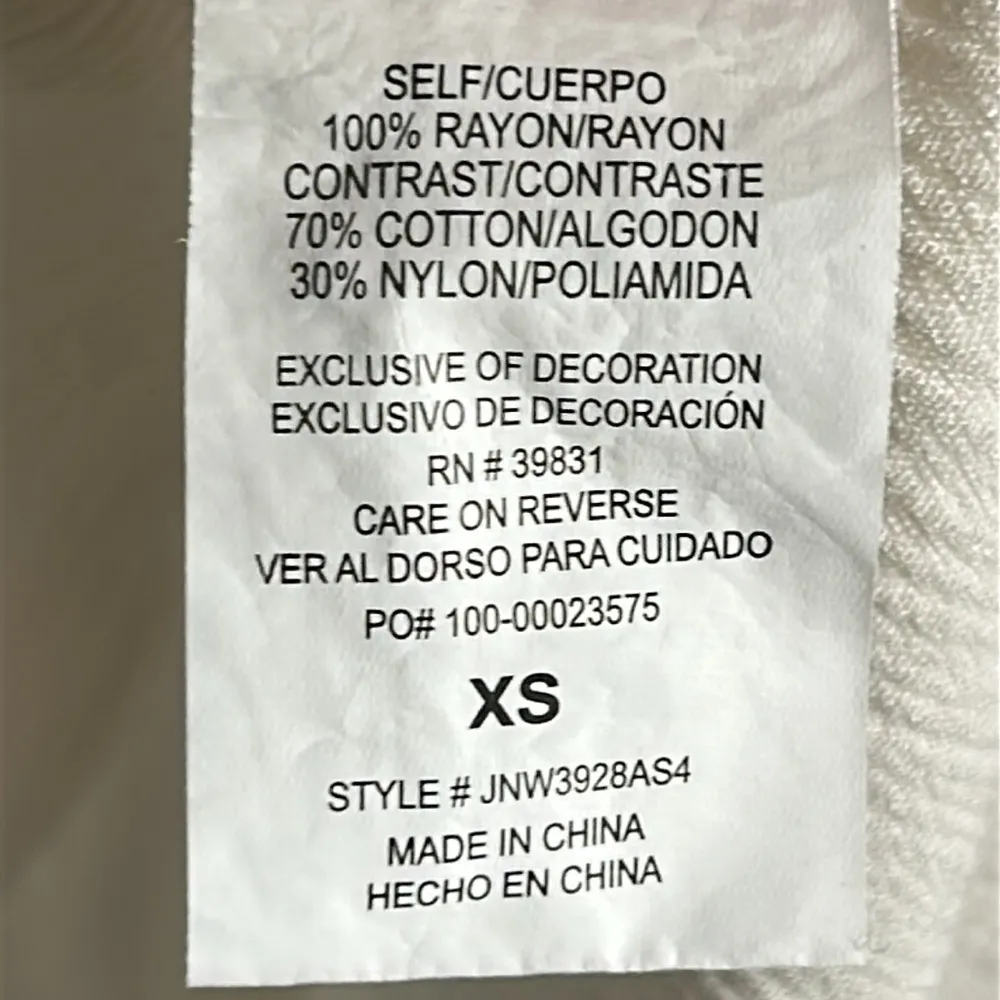 SELF/CUERPO
100% RAYON/RAYON
CONTRAST/CONTRASTE
70% COTTON/ALGODON
30% NYLON/POLIAMIDA
EXCLUSIVE OF DECORATION
EXCLUSIVO DE DECORACIÓN
RN # 39831
CARE ON REVERSE
VER AL DORSO PARA CUIDADO
PO# 100-00023575
XS
STYLE # JNW3928AS4
MADE IN CHINA
HECHO EN CHINA